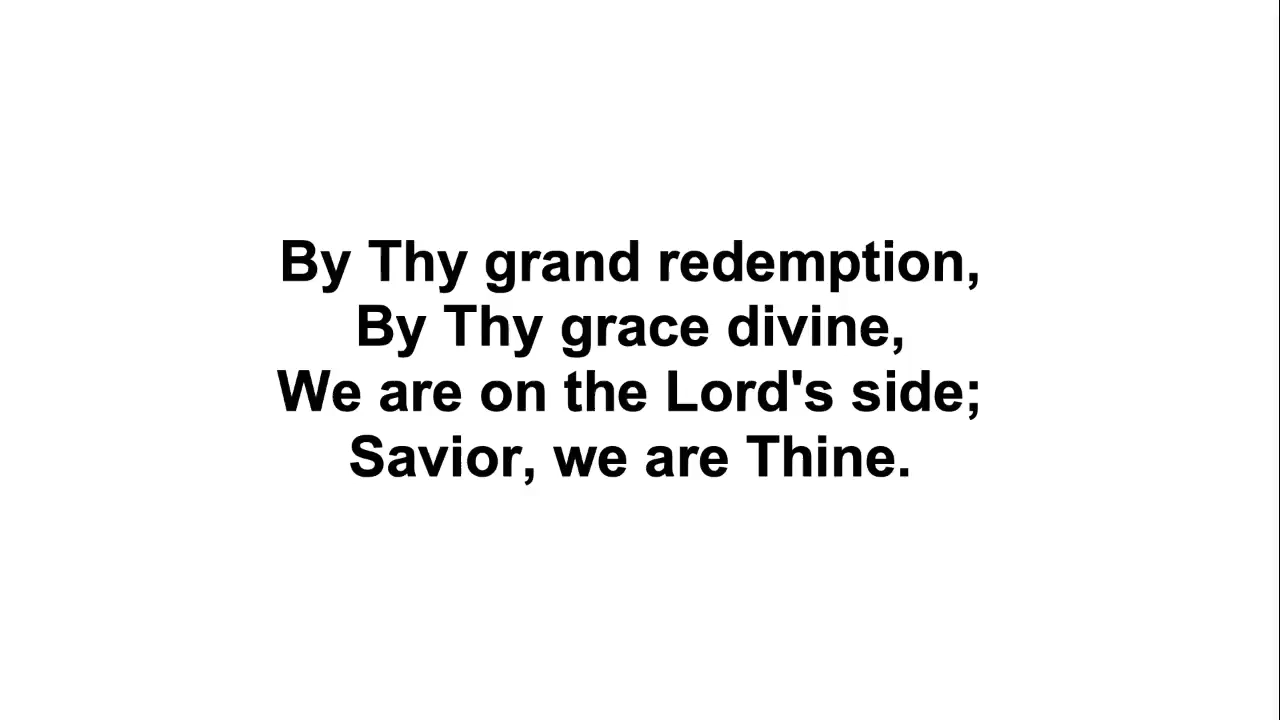 By Thy grand redemption,
By Thy grace divine,
We are on the Lord's side;
Savior, we are Thine.